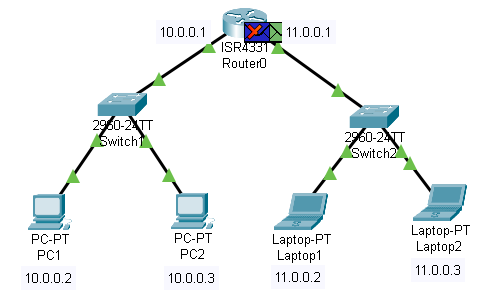 10.0.0.1
11.0.0.1
ISR4331
Router0
2960-24TT
Switch1
2960-24TT
Switch2
PC-PT
PC1
10.0.0.2
PC-PT
PC2
10.0.0.3
Laptop-PT
Laptop1
11.0.0.2
Laptop-PT
Laptop2
11.0.0.3